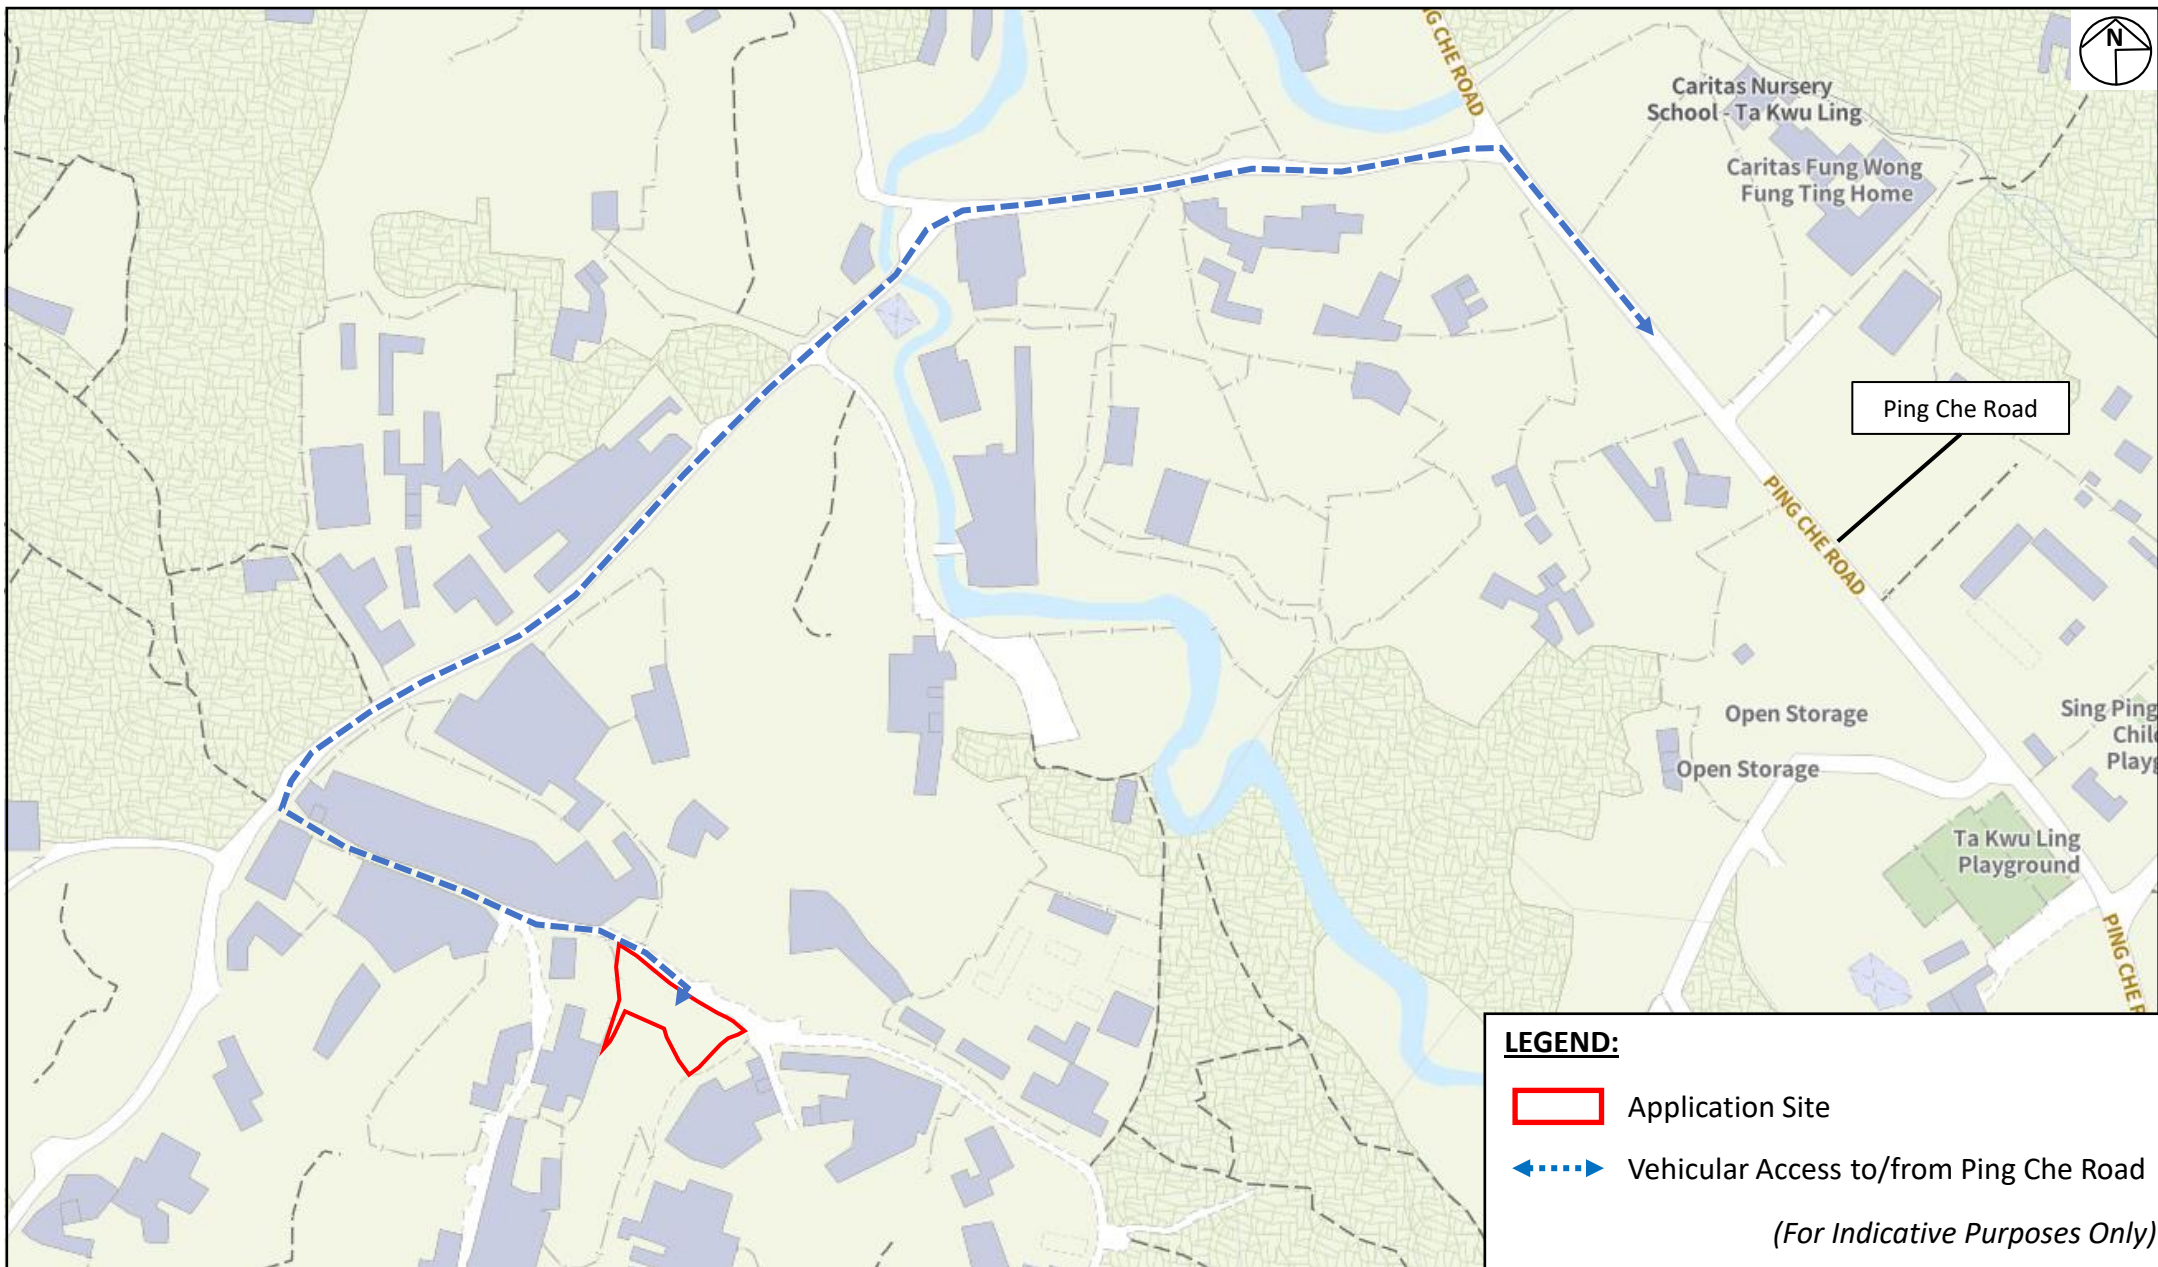 NG CHE ROAD
N
Caritas Nursery
School - Ta Kwu Ling
Caritas Fung Wong
Fung Ting Home
Ping Che Road
PING CHE ROAD
Open Storage
Open Storage
Sing Ping
Chil
Play
Ta Kwu Ling
Playground
PING CHE R
LEGEND:
Application Site
Vehicular Access to/from Ping Che Road
(For Indicative Purposes Only)